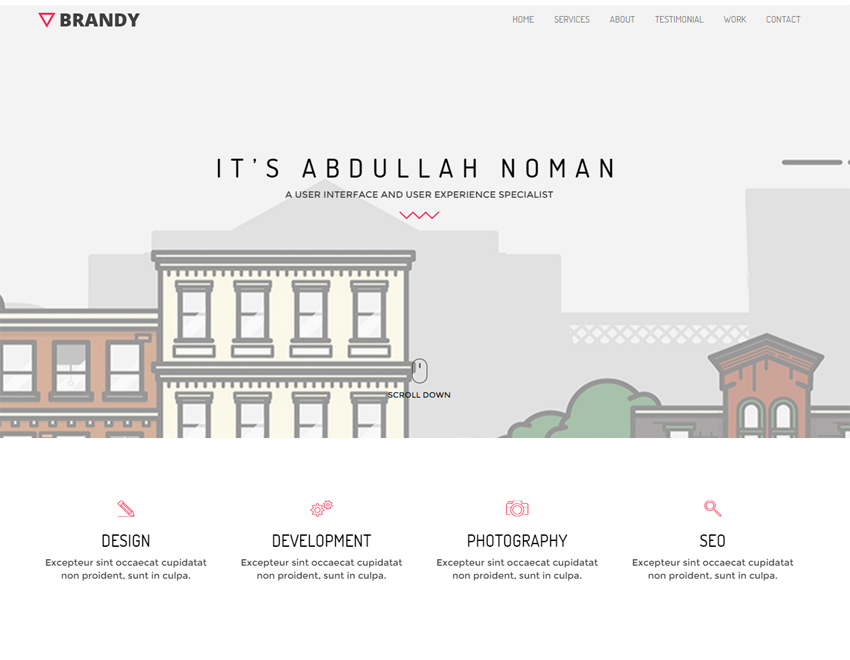 BRANDY
HOME SERVICES ABOUT TESTIMONIAL WORK CONTACT
IT'S ABDULLAH NOMAN
A USER INTERFACE AND USER EXPERIENCE SPECIALIST
SCROLL DOWN
DESIGN
Excepteur sint occaecat cupidatat
non proident, sunt in culpa.
DEVELOPMENT
Excepteur sint occaecat cupidatat
non proident, sunt in culpa.
PHOTOGRAPHY
Excepteur sint occaecat cupidatat
non proident, sunt in culpa.
SEO
Excepteur sint occaecat cupidatat
non proident, sunt in culpa.